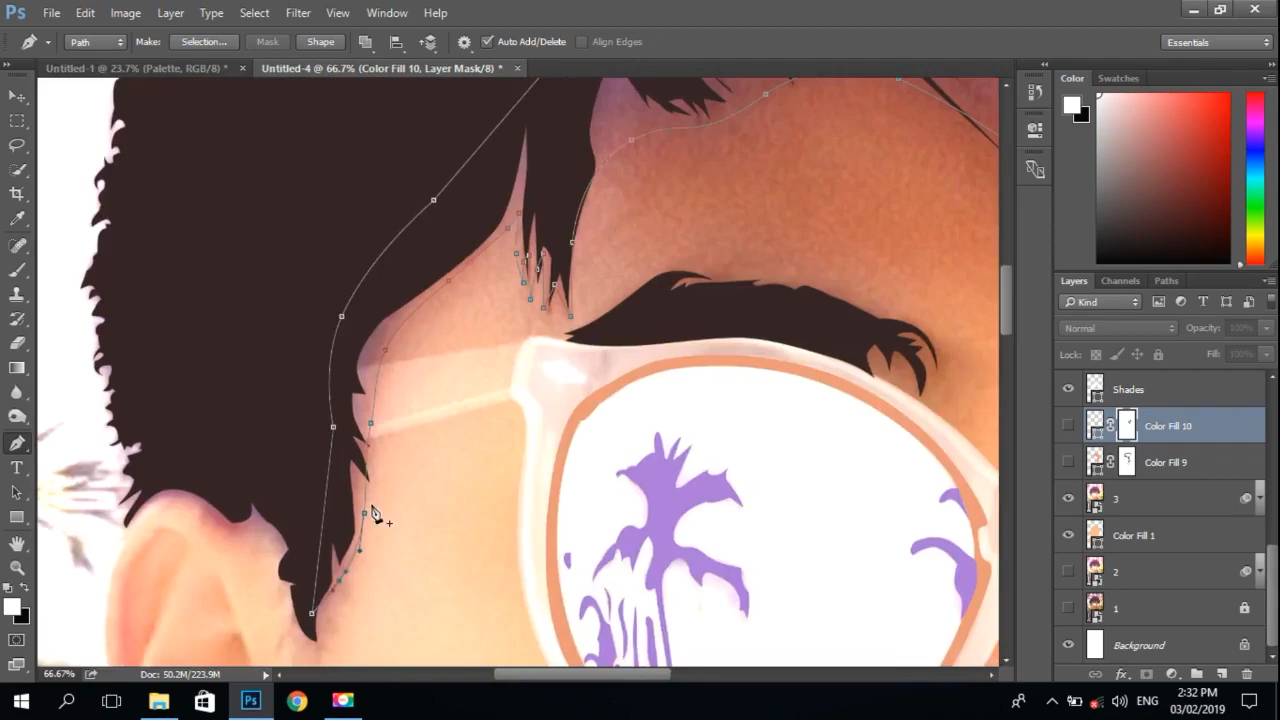 Ps File Edit Image Layer Type Select Filter 3D View Window Help
Path Make: Selection... Mask Shape Auto Add/Delete Align Edges Essentials
Untitled-1 @ 23.7% (Palette, RGB/8) * Untitled-4 @ 66.7% (Color Fill 10, Layer Mask/8) *
Color Swatches
Layers Channels Paths
Kind
Normal Opacity: 100%
Lock: Fill: 100%
Shades
Color Fill 10
Color Fill 9
3
Color Fill 1
2
1
Background
66.67% Doc: 50.2M/223.9M
Ps ENG 2:32 PM
03/02/2019